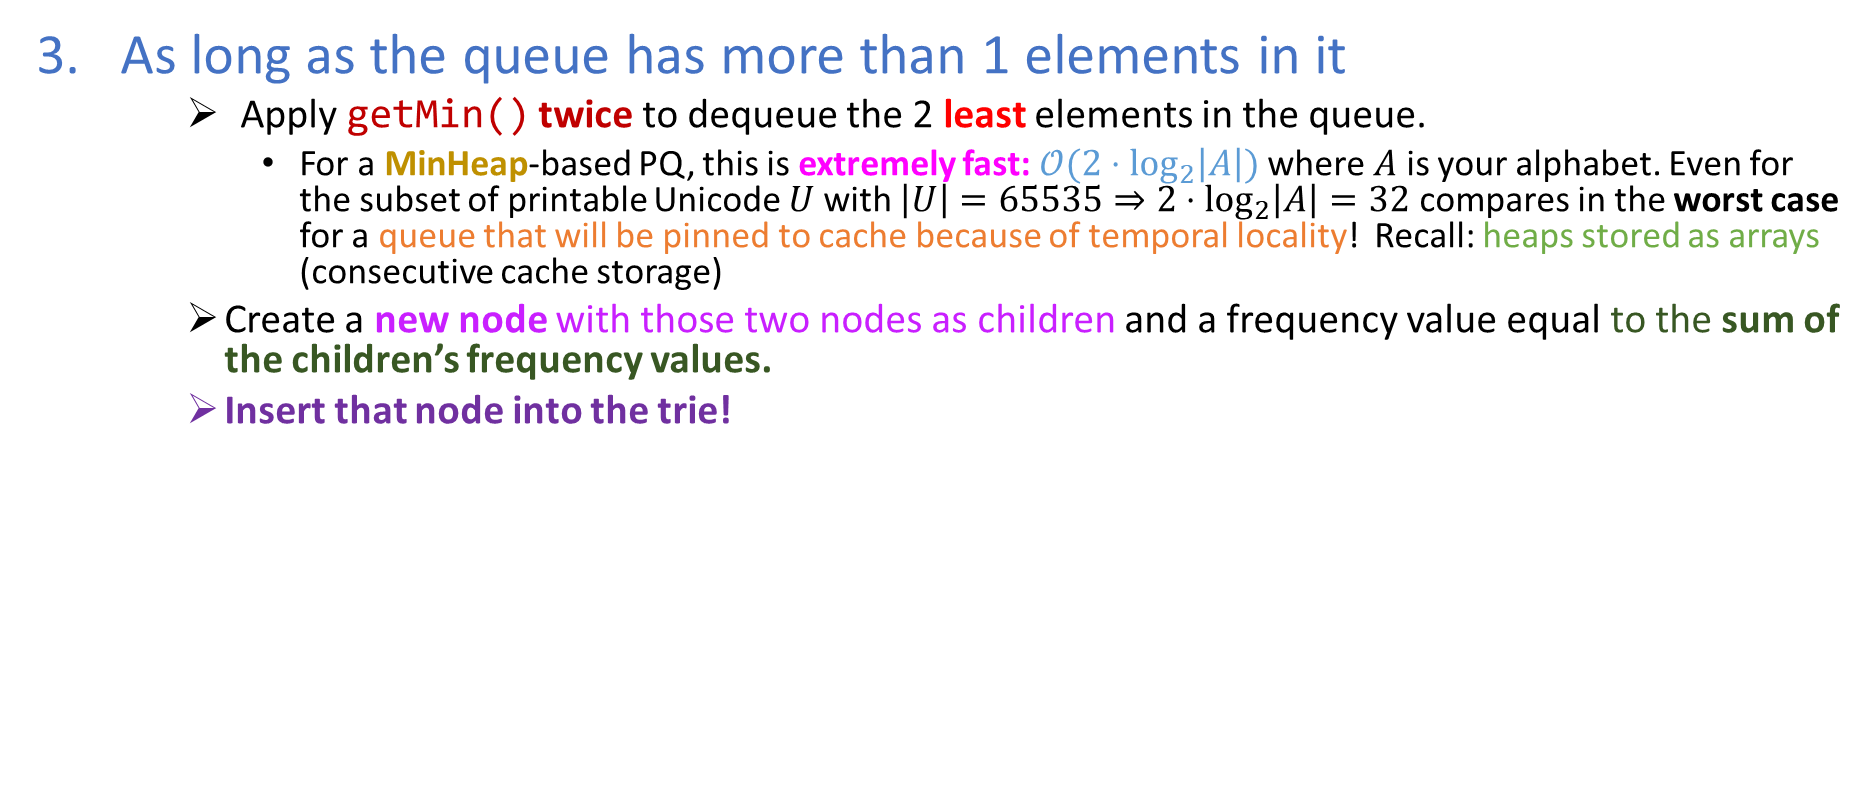 3. As long as the queue has more than 1 elements in it
➢ Apply getMin() twice to dequeue the 2 least elements in the queue.
• For a MinHeap-based PQ, this is extremely fast: 𝒪(2 · log₂|A|) where A is your alphabet. Even for
the subset of printable Unicode U with |U| = 65535 ⇒ 2 · log₂|A| = 32 compares in the worst case
for a queue that will be pinned to cache because of temporal locality! Recall: heaps stored as arrays
(consecutive cache storage)
➢ Create a new node with those two nodes as children and a frequency value equal to the sum of
the children’s frequency values.
➢ Insert that node into the trie!